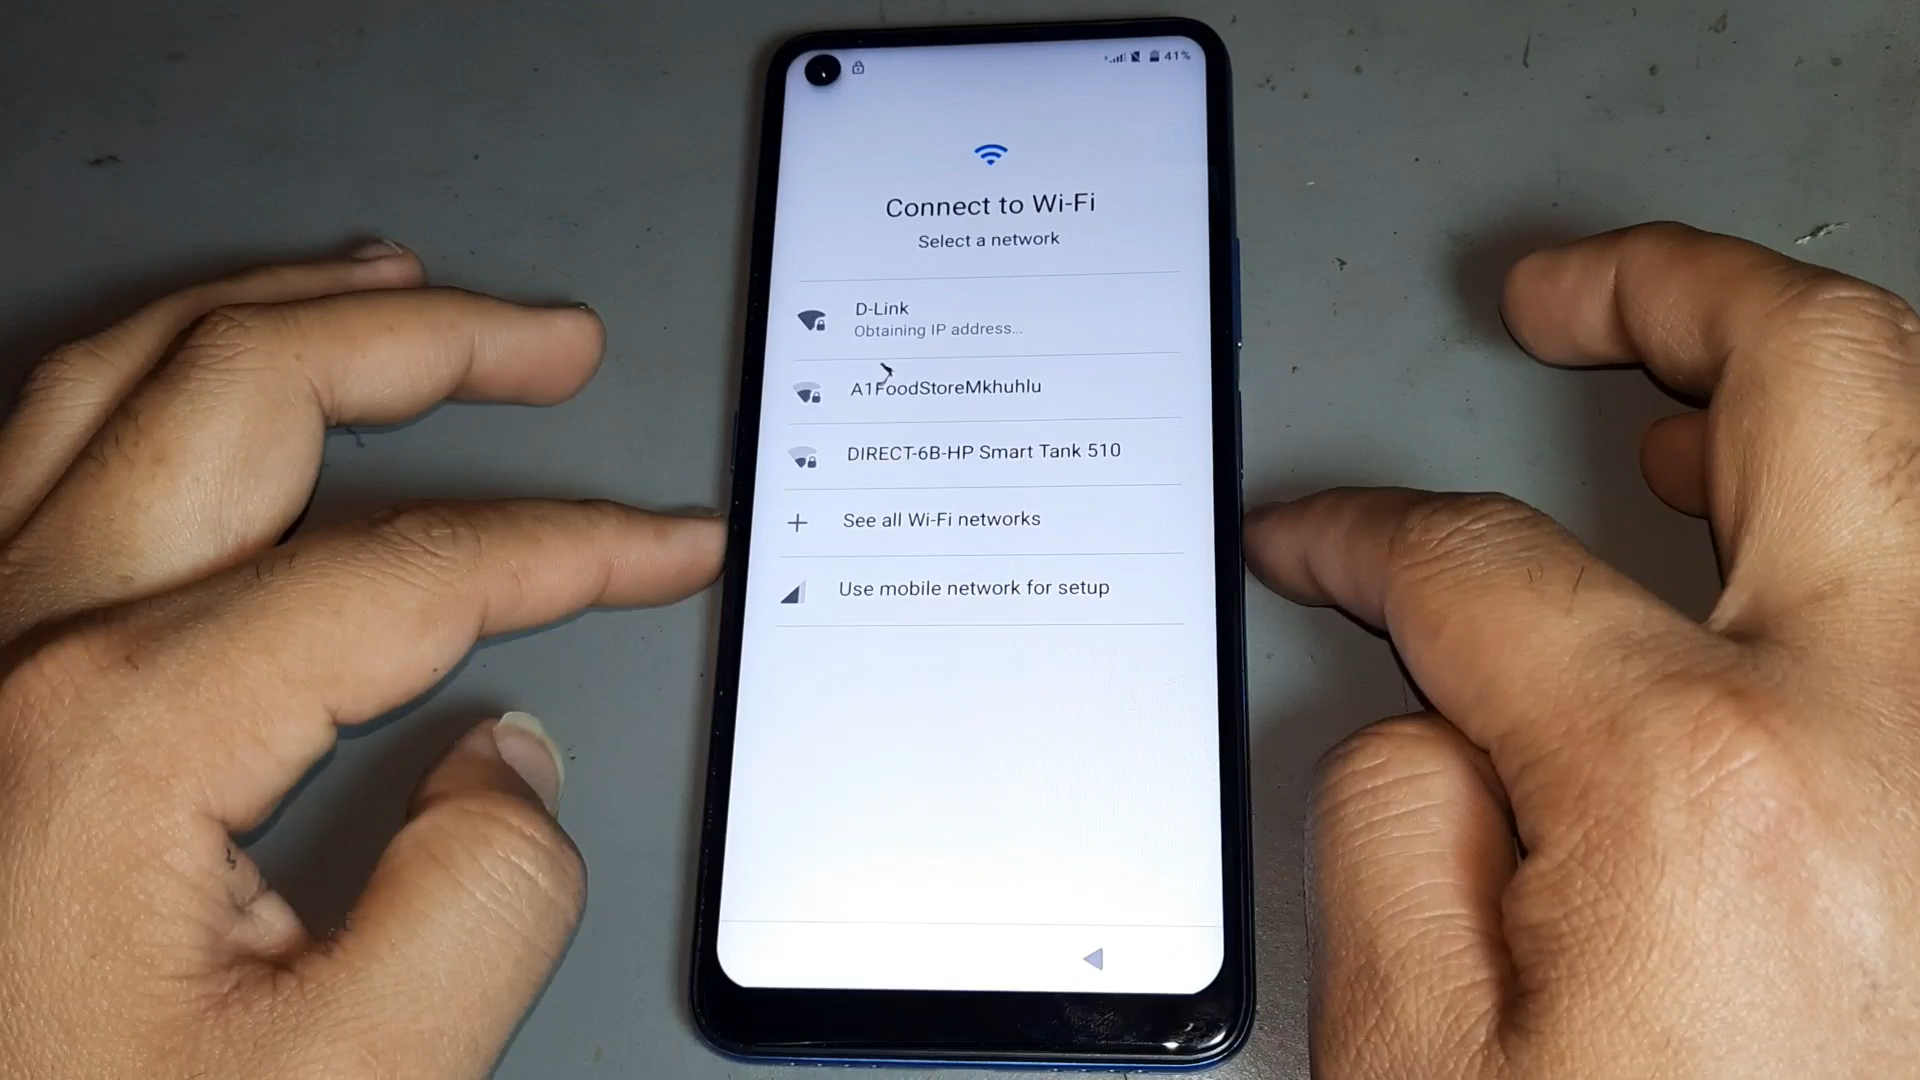 41%
Connect to Wi-Fi
Select a network
D-Link
Obtaining IP address...
A1FoodStoreMkhuhlu
DIRECT-6B-HP Smart Tank 510
See all Wi-Fi networks
Use mobile network for setup